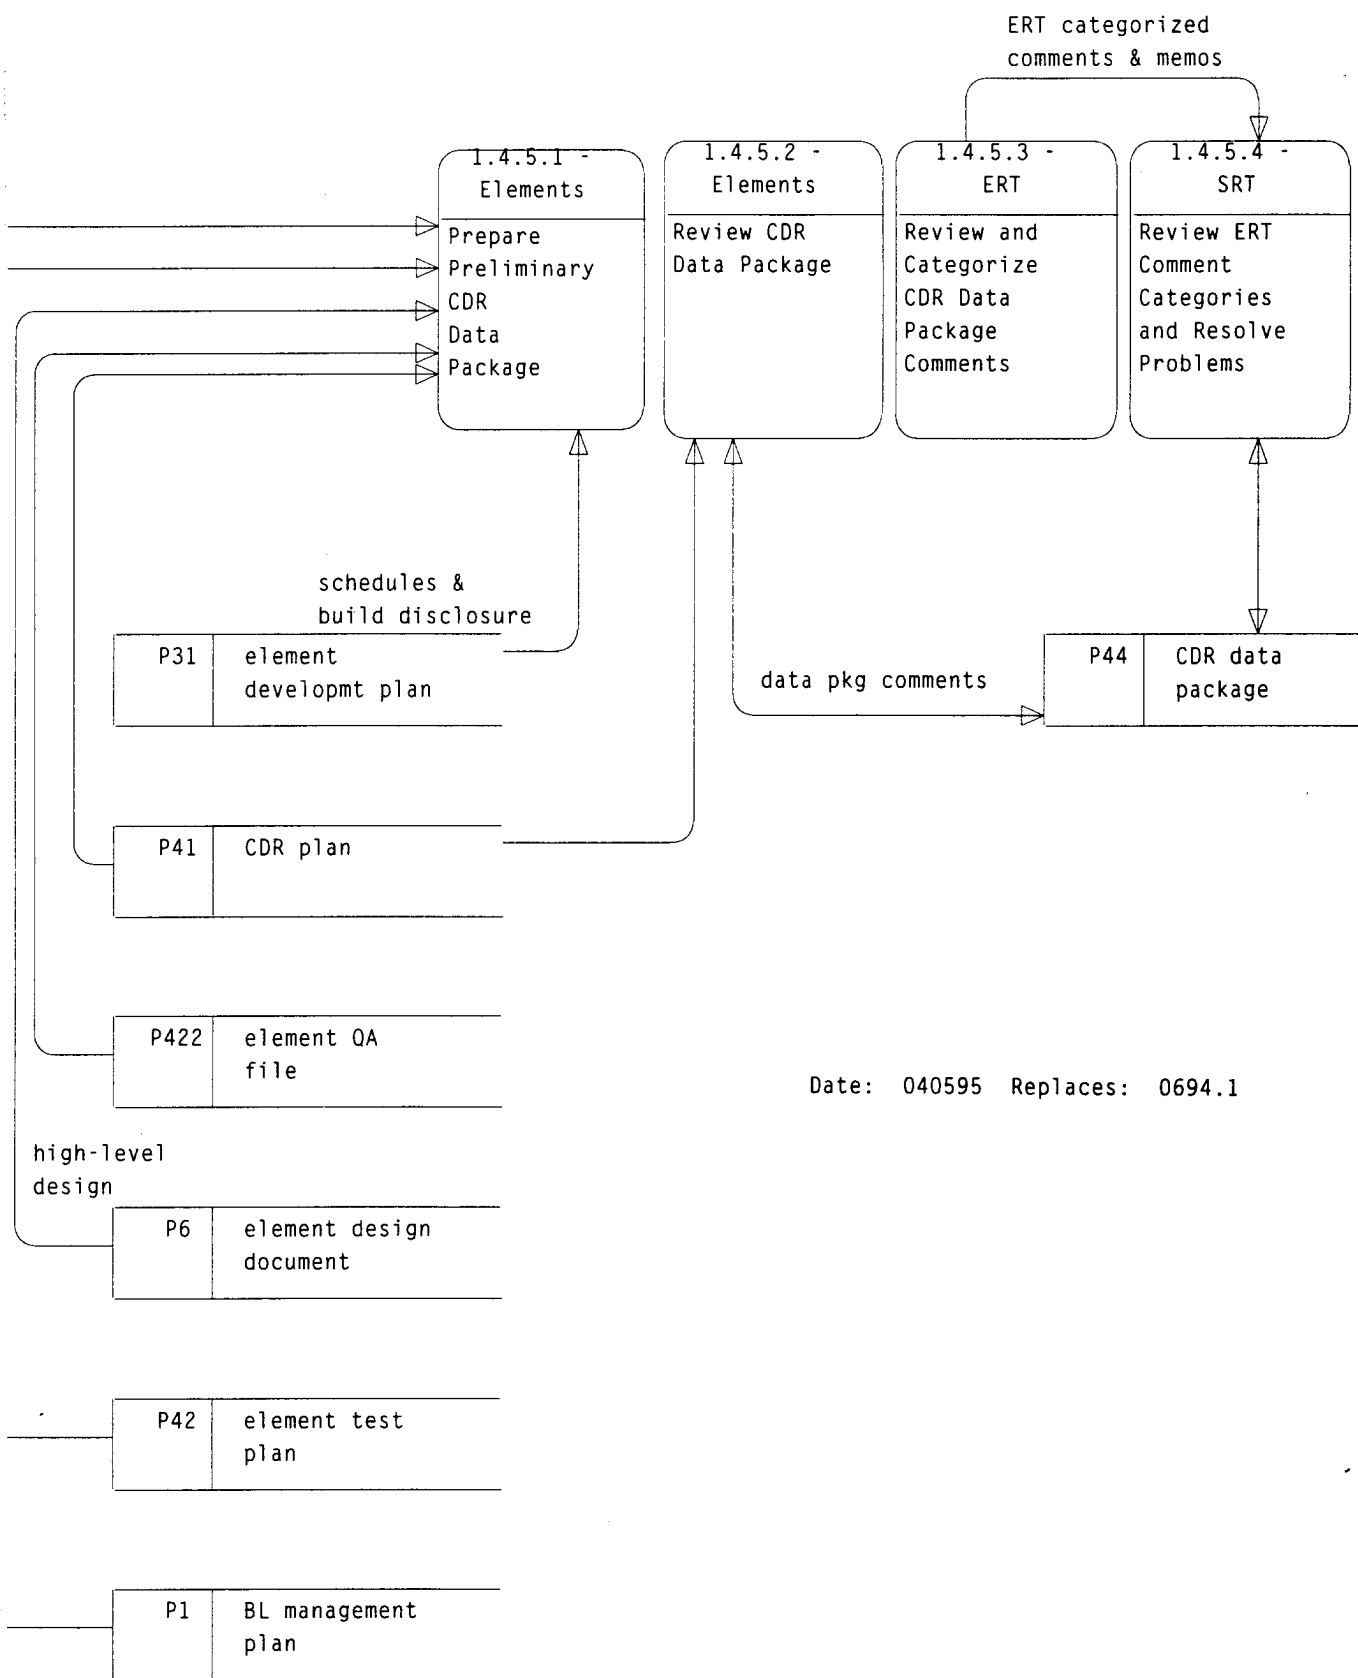 ERT categorized
comments & memos
1.4.5.1 -
Elements
Prepare
Preliminary
CDR
Data
Package
1.4.5.2 -
Elements
Review CDR
Data Package
1.4.5.3 -
ERT
Review and
Categorize
CDR Data
Package
Comments
1.4.5.4 -
SRT
Review ERT
Comment
Categories
and Resolve
Problems
schedules &
build disclosure
P31 element
developmt plan
data pkg comments
P44 CDR data
package
P41 CDR plan
P422 element QA
file
Date: 040595 Replaces: 0694.1
high-level
design
P6 element design
document
P42 element test
plan
P1 BL management
plan